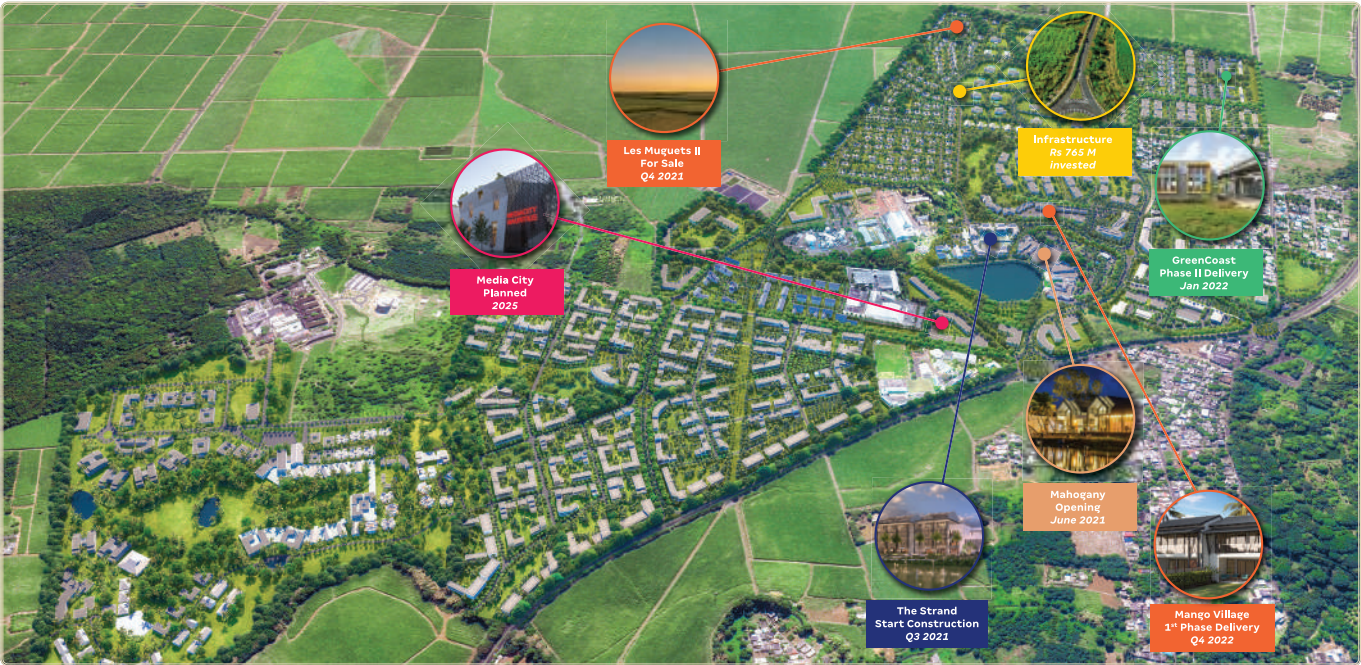 Les Muguets II
For Sale
Q4 2021
Infrastructure
Rs 765 M
invested
Media City
Planned
2025
GreenCoast
Phase II Delivery
Jan 2022
Mahogany
Opening
June 2021
The Strand
Start Construction
Q3 2021
Mango Village
1st Phase Delivery
Q4 2022